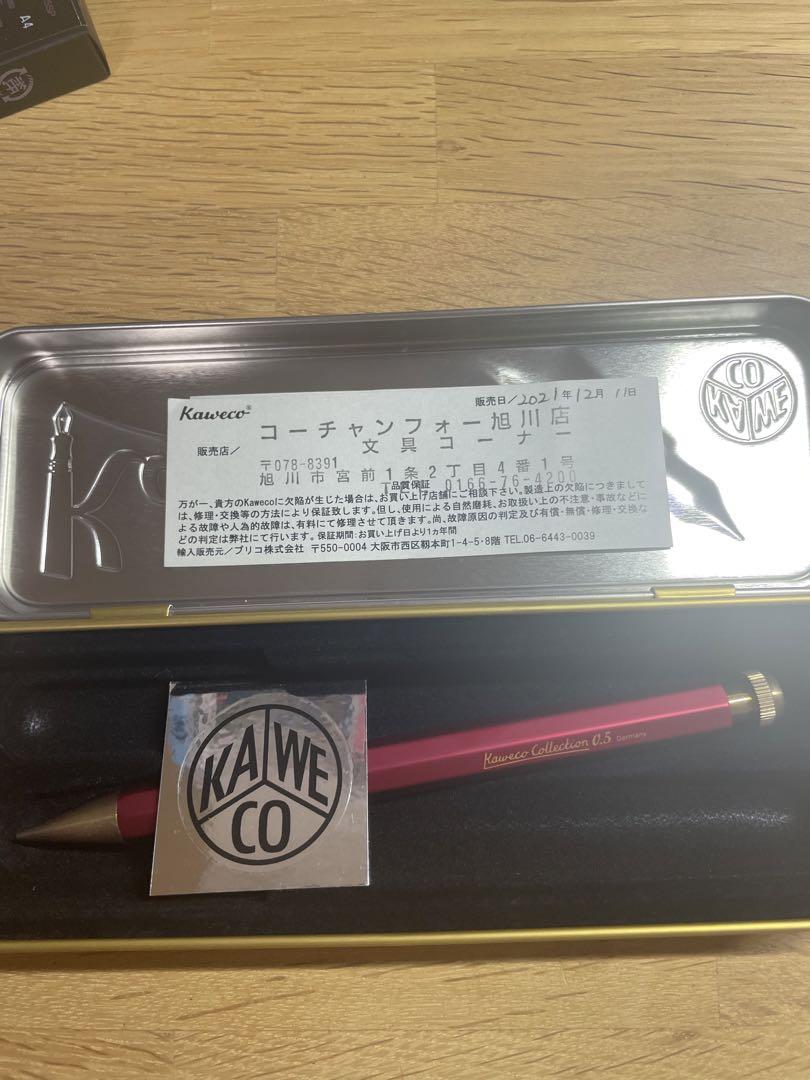 A4
Kaweco®
販売日/2021年12月11日
販売店/
コーチャンフォー旭川店
文具コーナー
〒078-8391
旭川市宮前1条2丁目4番1号
0166-76-4200
品質保証
万が一、貴方のKawecoに欠陥が生じた場合は、お買い上げ店舗にご相談下さい。製造上の欠陥につきまして
は、修理・交換等の方法により保証致します。但し、使用による自然磨耗、お取扱い上の不注意・事故などに
よる故障や人為的故障は、有料にて修理させて頂きます。尚、故障原因の判定及び有償・無償・修理・交換な
どの判定は弊社にて行います。保証期間:お買い上げ日より1ヵ年間
輸入販売元/プリコ株式会社 〒550-0004 大阪市西区靱本町1-4-5-8階 TEL.06-6443-0039
KA WE
CO
Kaweco Collection 0.5 Germany
KA WE
CO